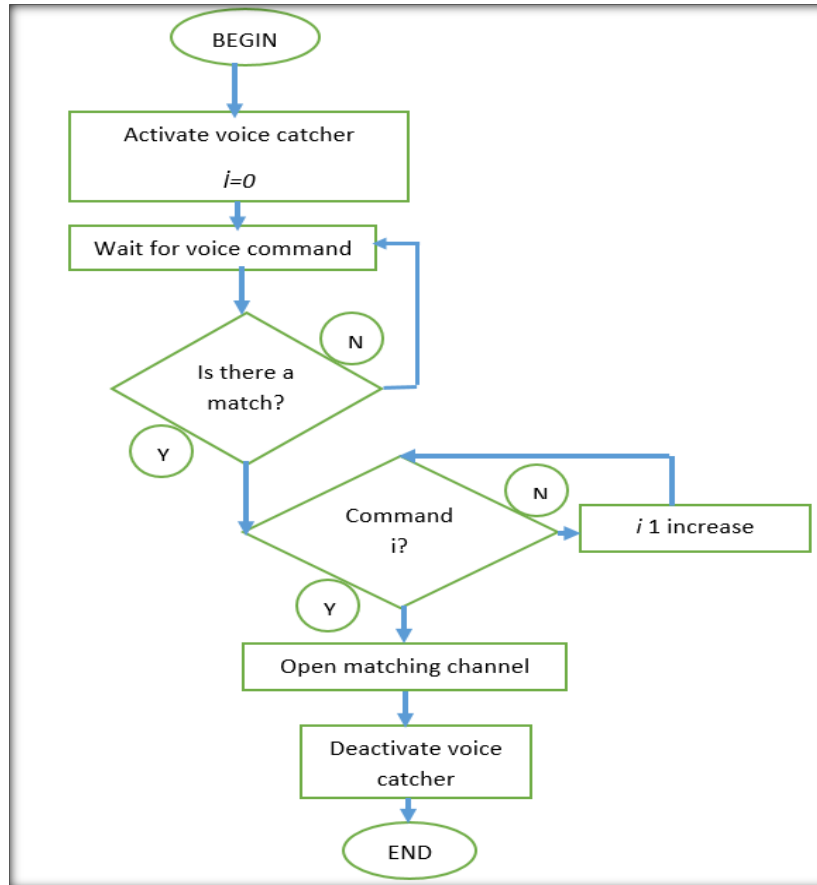 BEGIN
Activate voice catcher
i=0
Wait for voice command
N
Is there a
match?
Y
N
Command
i?
i 1 increase
Y
Open matching channel
Deactivate voice
catcher
END